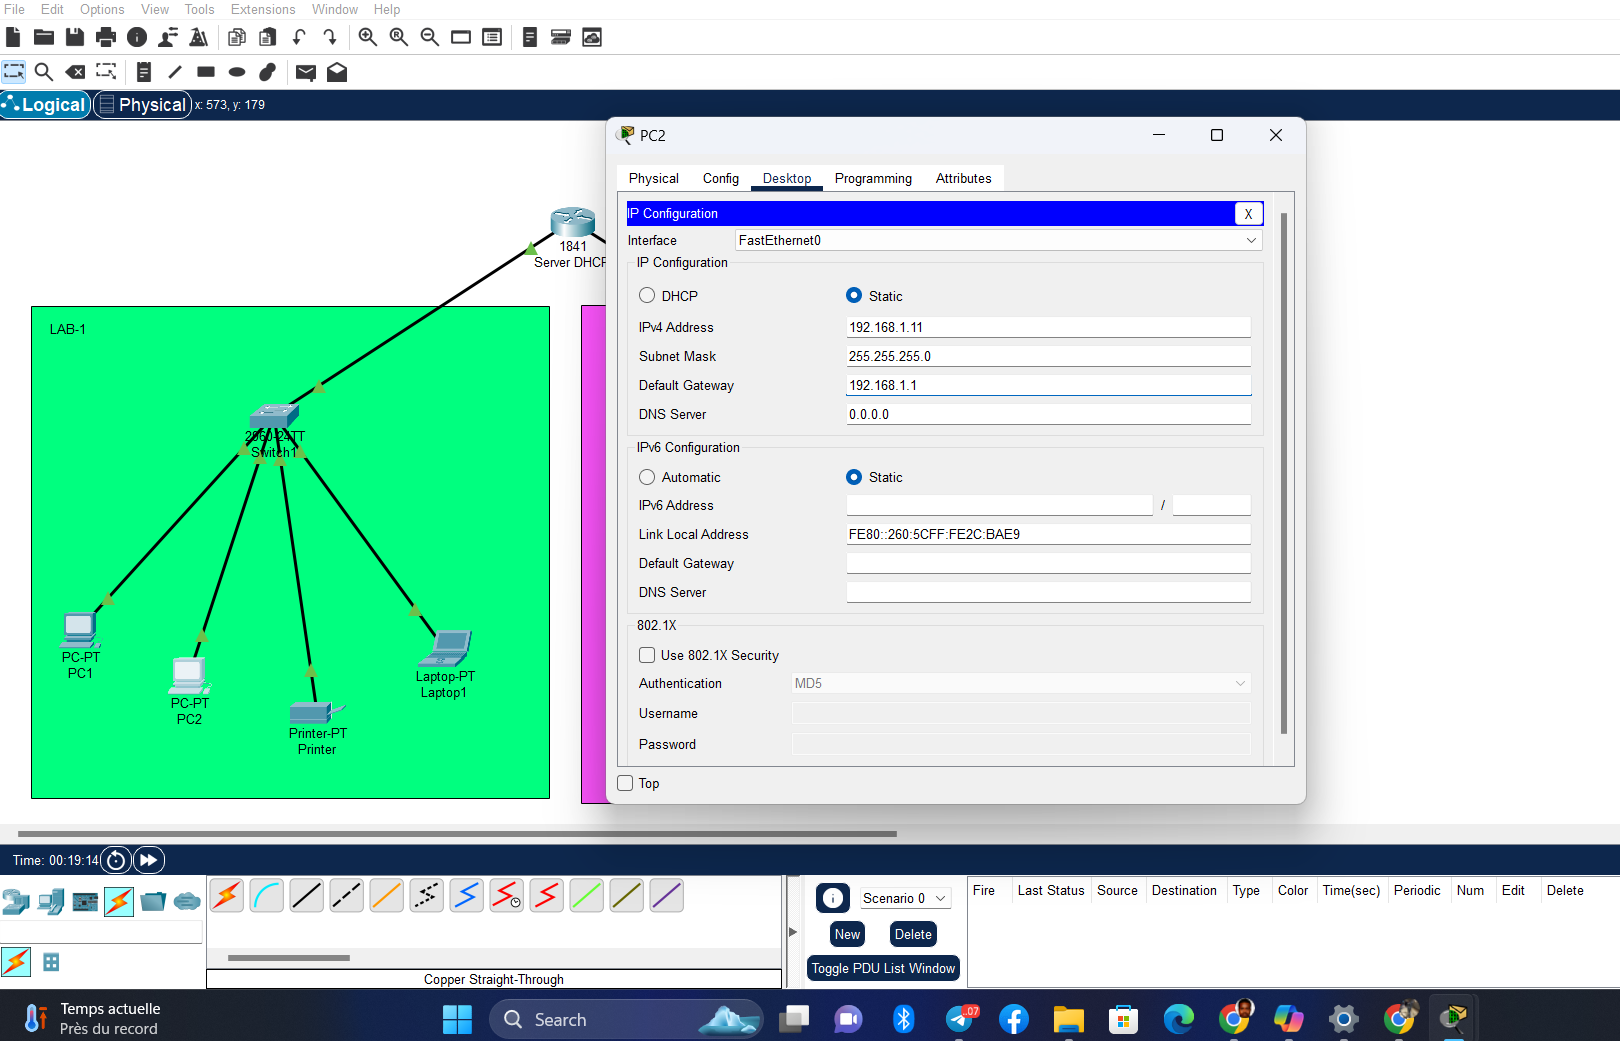 File Edit Options View Tools Extensions Window Help
Logical Physical x: 573, y: 179
1841
Server DHCP
LAB-1
2960-24TT
Switch1
PC-PT
PC1
PC-PT
PC2
Printer-PT
Printer
Laptop-PT
Laptop1
PC2
Physical Config Desktop Programming Attributes
IP Configuration X
Interface FastEthernet0
IP Configuration
DHCP Static
IPv4 Address 192.168.1.11
Subnet Mask 255.255.255.0
Default Gateway 192.168.1.1
DNS Server 0.0.0.0
IPv6 Configuration
Automatic Static
IPv6 Address /
Link Local Address FE80::260:5CFF:FE2C:BAE9
Default Gateway
DNS Server
802.1X
Use 802.1X Security
Authentication MD5
Username
Password
Top
Time: 00:19:14
Scenario 0
New Delete
Toggle PDU List Window
Fire Last Status Source Destination Type Color Time(sec) Periodic Num Edit Delete
Copper Straight-Through
Temps actuelle
Près du record
Search
.07